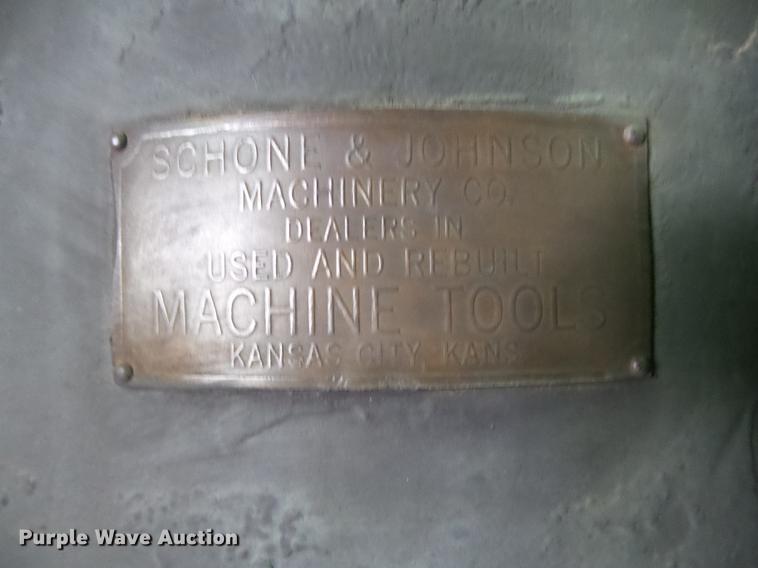 SCHONE & JOHNSON
MACHINERY CO.
DEALERS IN
USED AND REBUILT
MACHINE TOOLS
KANSAS CITY, KANS.
Purple Wave Auction